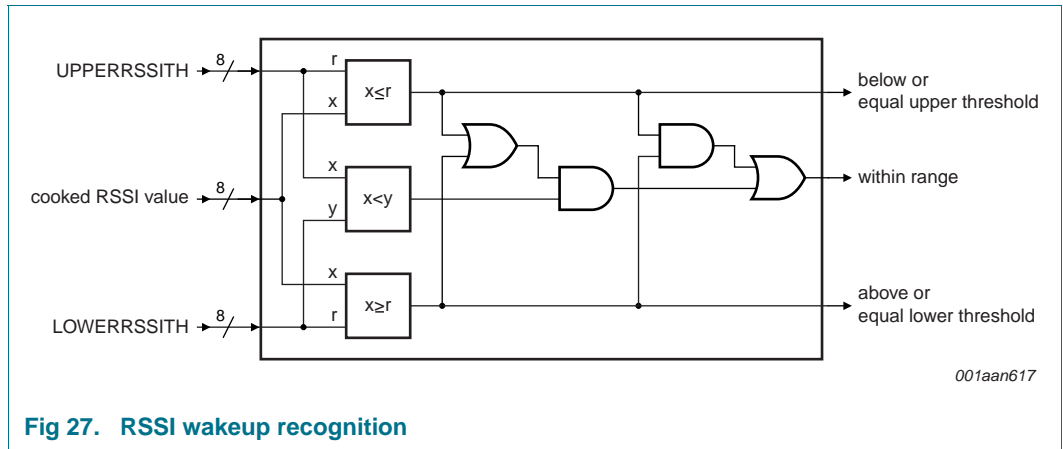 UPPERRSSITH
8
r
x
x≤r
below or
equal upper threshold
cooked RSSI value
8
x
y
x<y
within range
LOWERRSSITH
8
x
r
x≥r
above or
equal lower threshold
001aan617
Fig 27. RSSI wakeup recognition